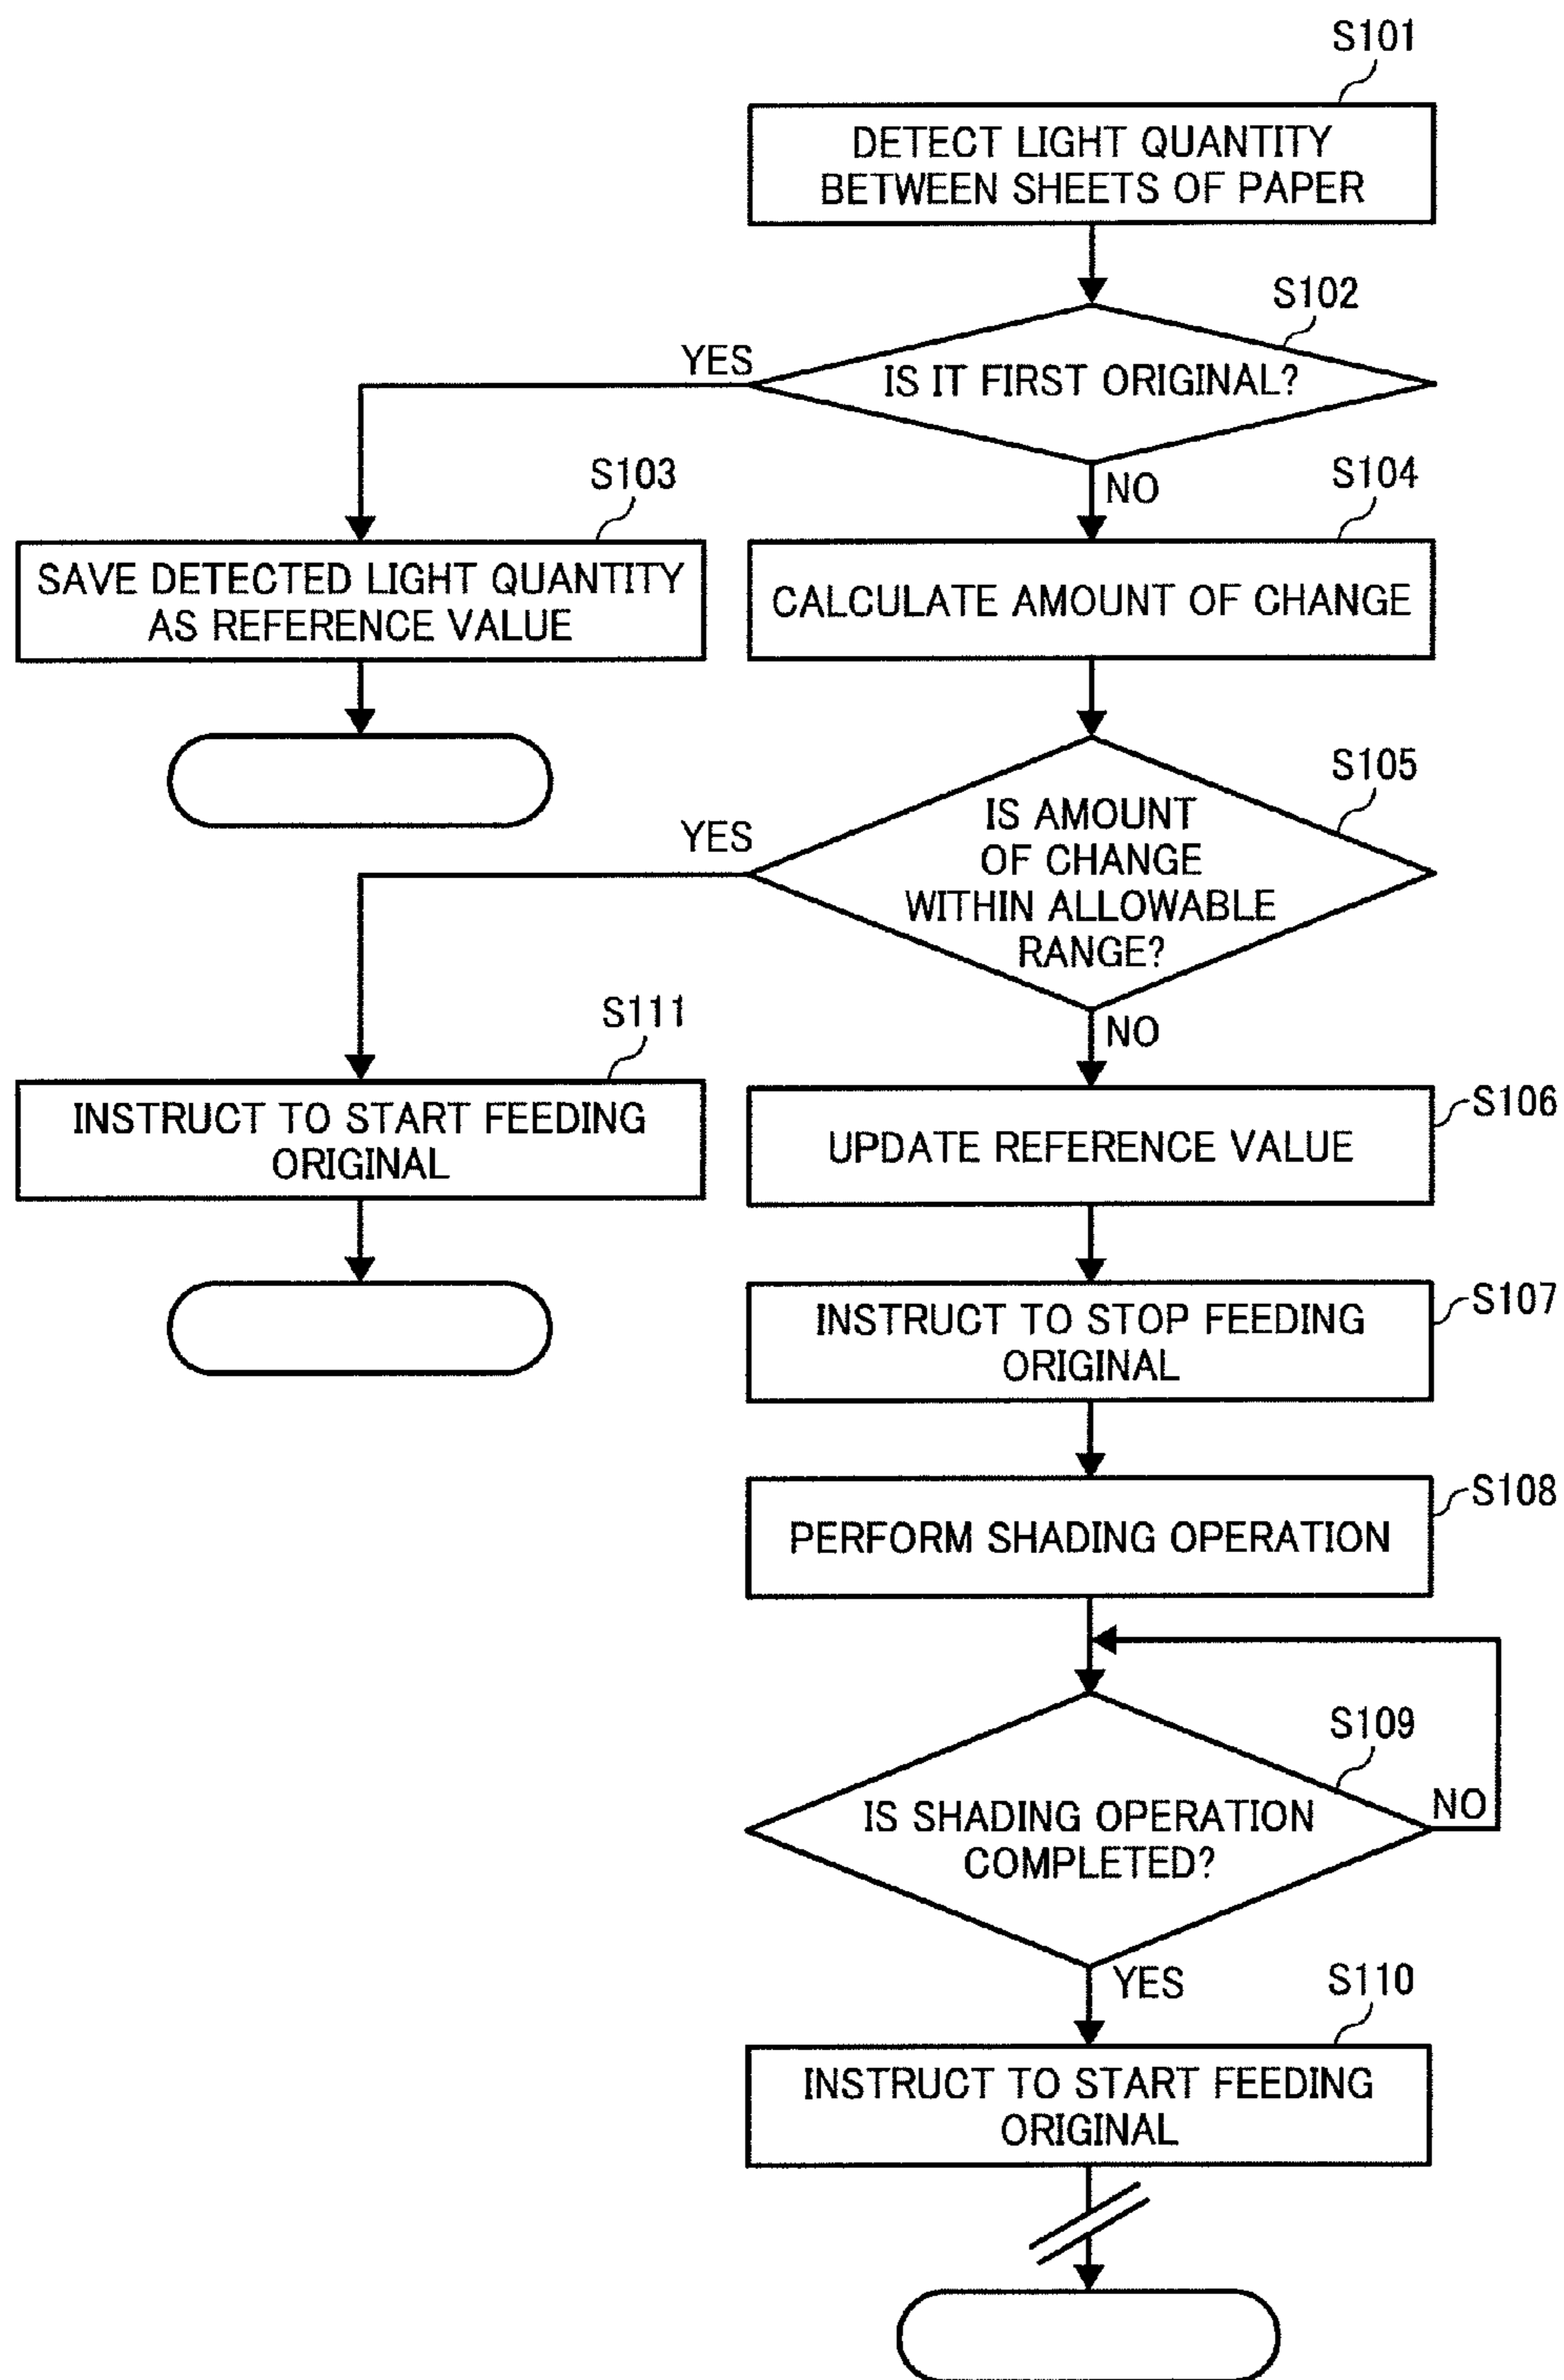 S101
DETECT LIGHT QUANTITY
BETWEEN SHEETS OF PAPER
S102
YES
IS IT FIRST ORIGINAL?
NO
S103
SAVE DETECTED LIGHT QUANTITY
AS REFERENCE VALUE
S104
CALCULATE AMOUNT OF CHANGE
S105
YES
IS AMOUNT
OF CHANGE
WITHIN ALLOWABLE
RANGE?
NO
S111
INSTRUCT TO START FEEDING
ORIGINAL
S106
UPDATE REFERENCE VALUE
S107
INSTRUCT TO STOP FEEDING
ORIGINAL
S108
PERFORM SHADING OPERATION
S109
NO
IS SHADING OPERATION
COMPLETED?
YES
S110
INSTRUCT TO START FEEDING
ORIGINAL